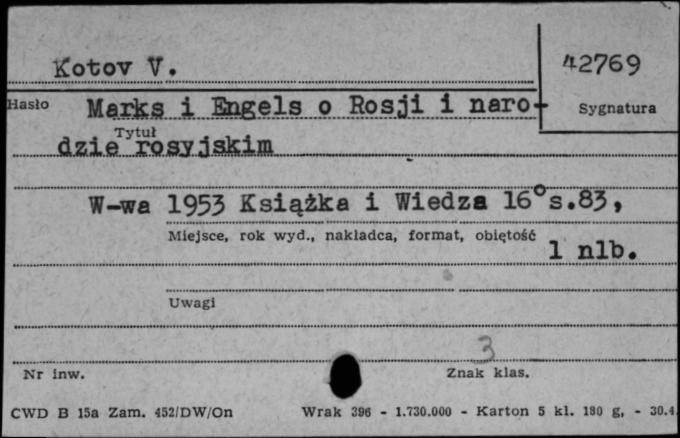 Kotov V.
42769
Hasło
Marks i Engels o Rosji i naro-
Sygnatura
Tytuł
dzie rosyjskim
W-wa 1953 Książka i Wiedza 16° s.83,
Miejsce, rok wyd., nakładca, format, objętość
1 nlb.
Uwagi
3
Nr inw.
Znak klas.
CWD B 15a Zam. 452/DW/On Wrak 396 - 1.730.000 - Karton 5 kl. 180 g, - 30.4.